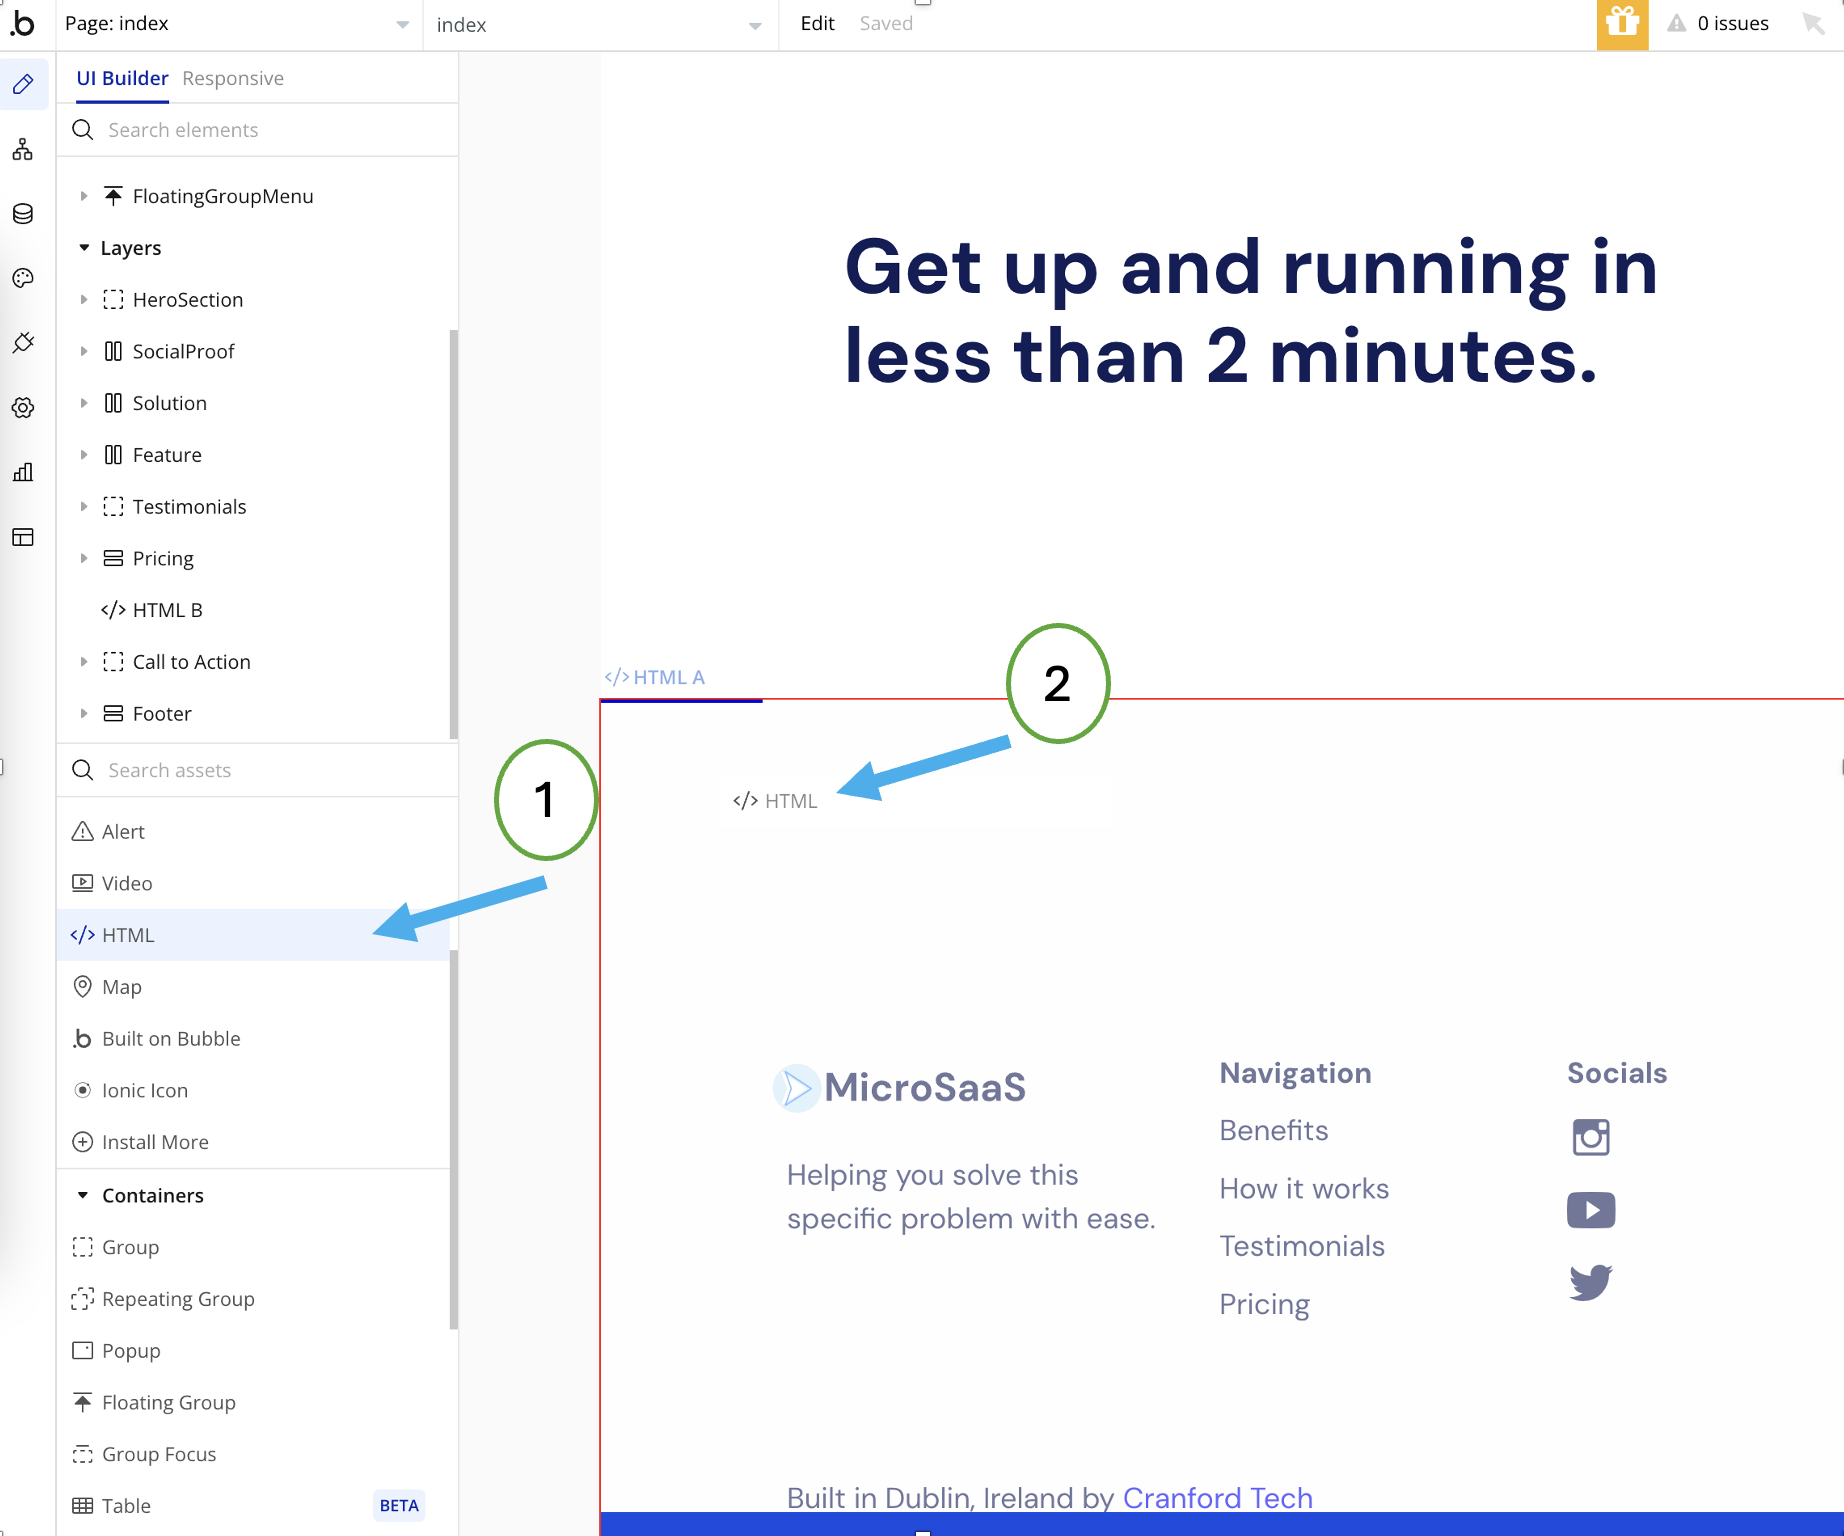 .b
Page: index
index
Edit
Saved
0 issues
UI Builder
Responsive
Search elements
FloatingGroupMenu
Layers
HeroSection
SocialProof
Solution
Feature
Testimonials
Pricing
</> HTML B
Call to Action
Footer
Search assets
Alert
Video
</> HTML
Map
.b Built on Bubble
Ionic Icon
Install More
Containers
Group
Repeating Group
Popup
Floating Group
Group Focus
Table
BETA
Get up and running in
less than 2 minutes.
</> HTML A
1
2
</> HTML
MicroSaaS
Helping you solve this
specific problem with ease.
Navigation
Benefits
How it works
Testimonials
Pricing
Socials
Built in Dublin, Ireland by Cranford Tech